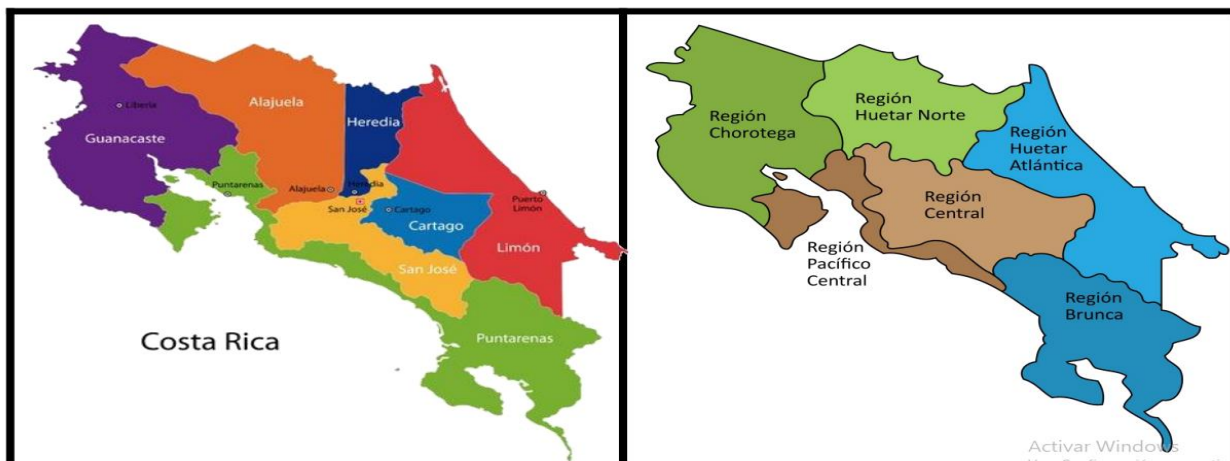 Alajuela
Liberia
Heredia
Guanacaste
Puntarenas
Alajuela
Heredia
San José
Cartago
Puerto
Limón
Cartago
Limón
San José
Costa Rica
Puntarenas
Región
Huetar Norte
Región
Chorotega
Región
Huetar
Atlántica
Región
Central
Región
Pacífico
Central
Región
Brunca
Activar Windows